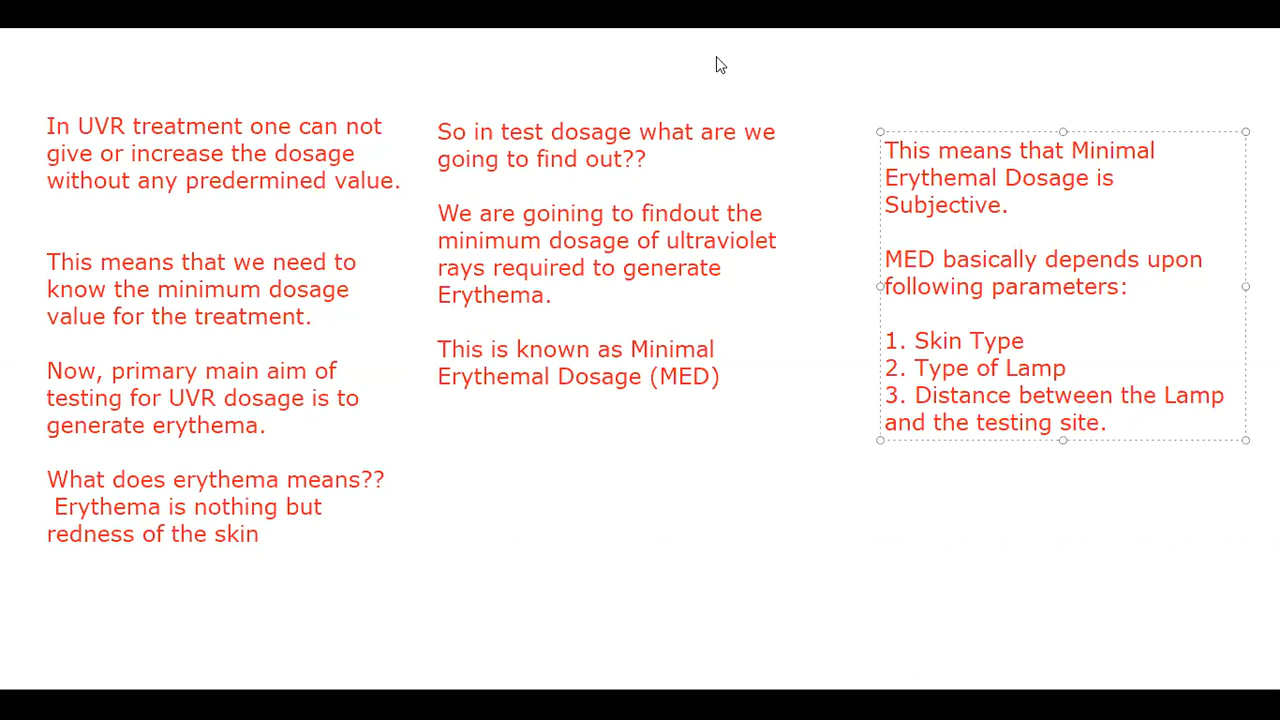 In UVR treatment one can not
give or increase the dosage
without any predermined value.
This means that we need to
know the minimum dosage
value for the treatment.
Now, primary main aim of
testing for UVR dosage is to
generate erythema.
What does erythema means??
Erythema is nothing but
redness of the skin
So in test dosage what are we
going to find out??
We are goining to findout the
minimum dosage of ultraviolet
rays required to generate
Erythema.
This is known as Minimal
Erythemal Dosage (MED)
This means that Minimal
Erythemal Dosage is
Subjective.
MED basically depends upon
following parameters:
1. Skin Type
2. Type of Lamp
3. Distance between the Lamp
and the testing site.